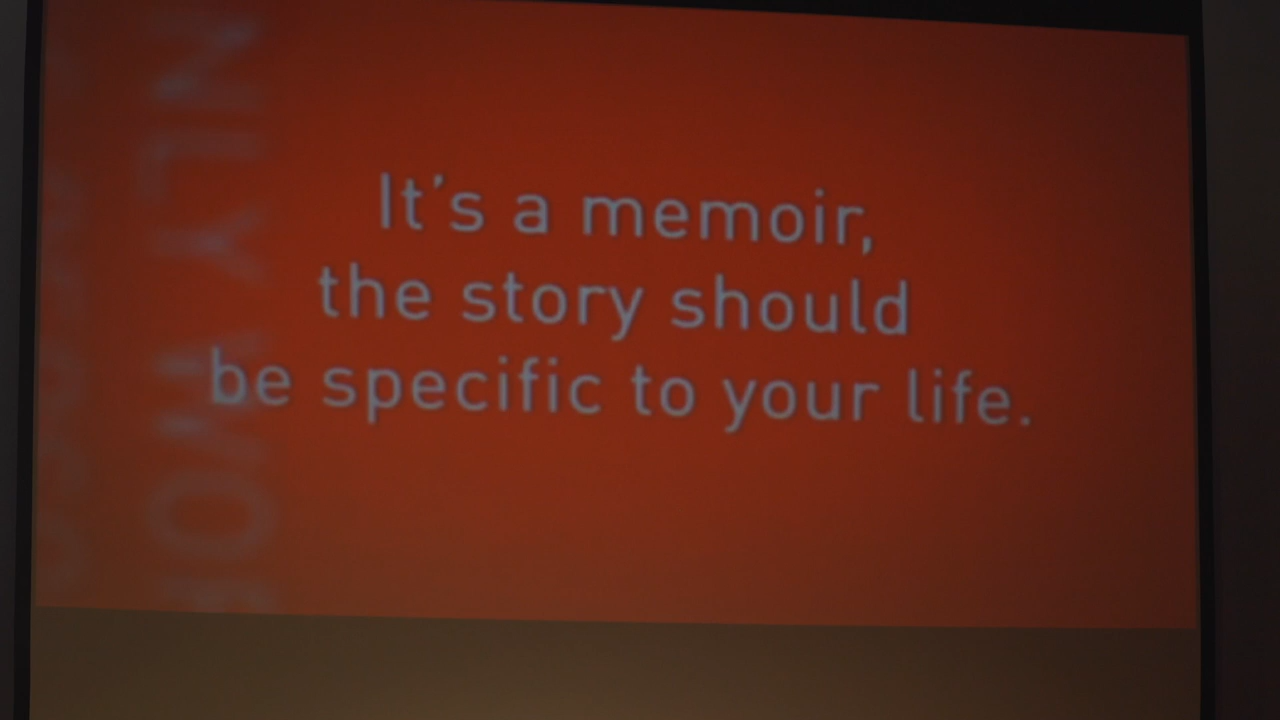 It's a memoir,
the story should
be specific to your life.